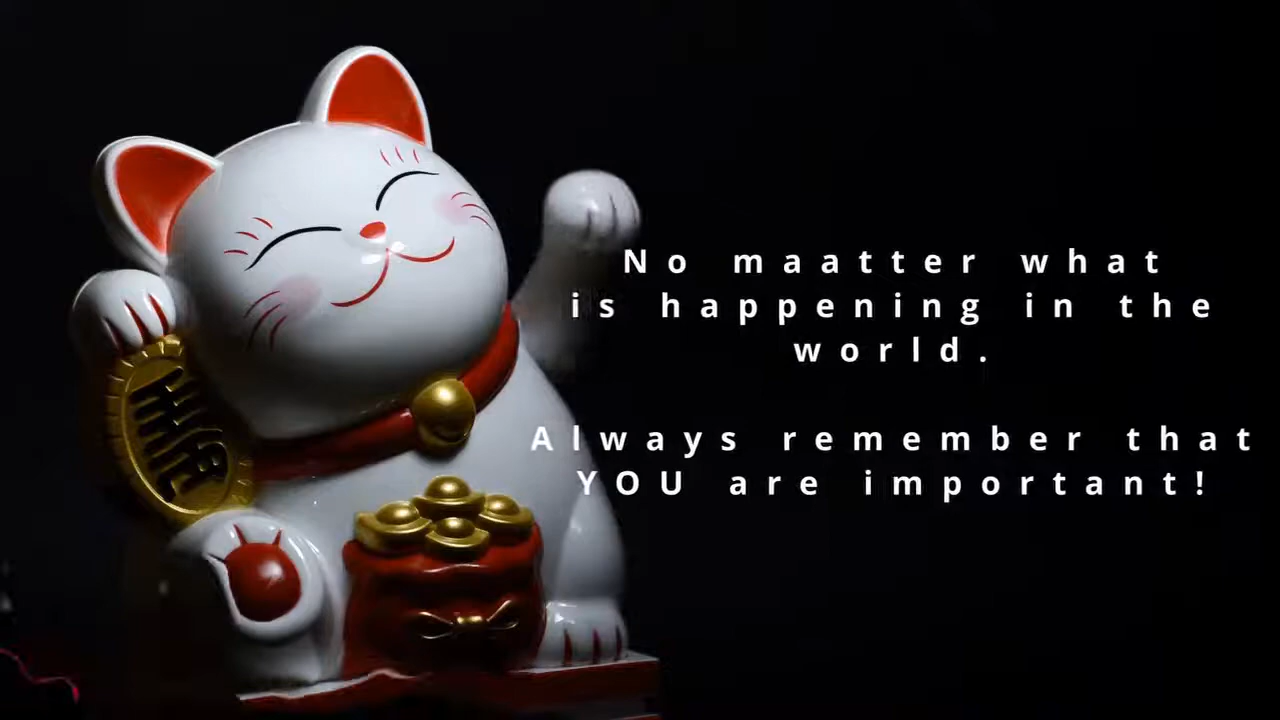 No maatter what
is happening in the
world.
Always remember that
YOU are important!